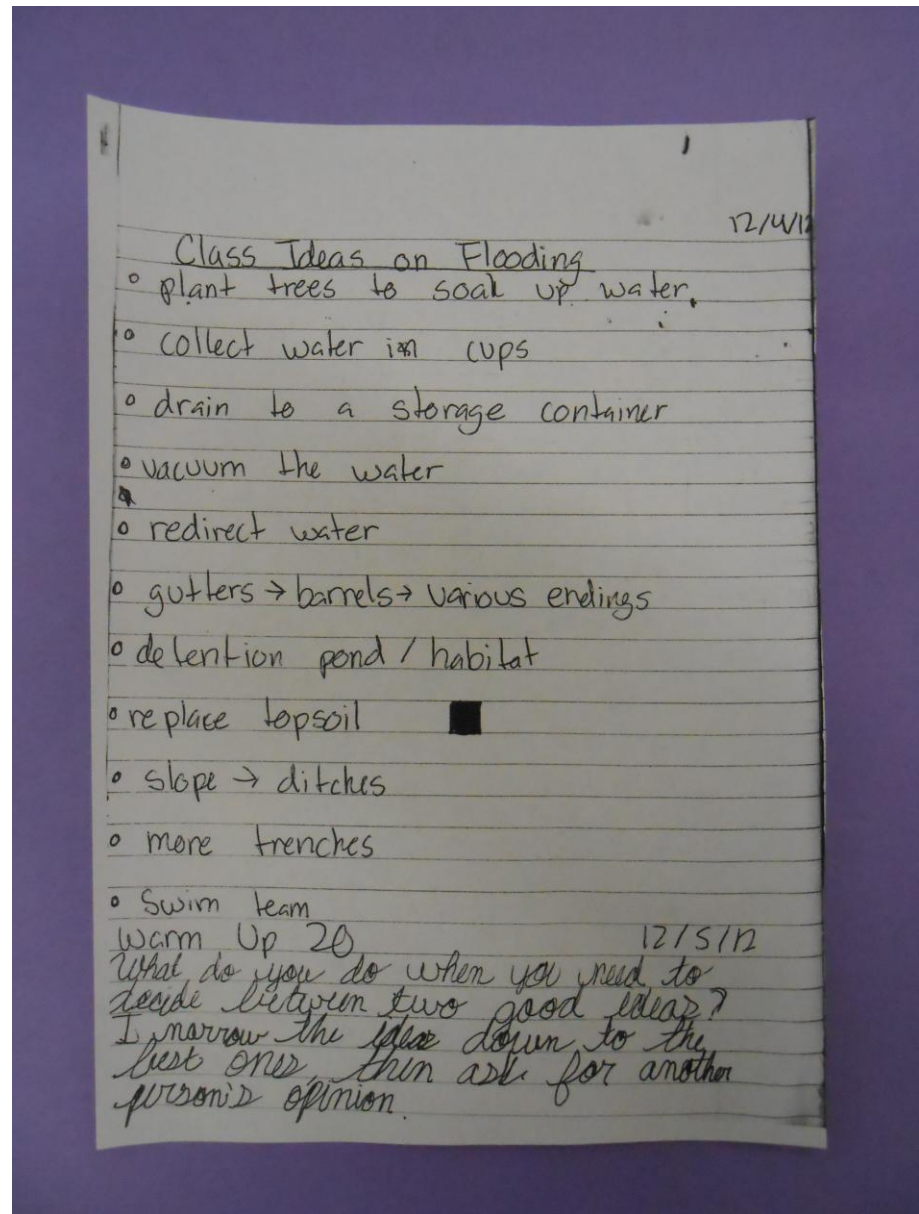 12/4/12
Class Ideas on Flooding
° plant trees to soak up water.
° collect water in cups
° drain to a storage container
° vacuum the water
° redirect water
° gutters → barrels → various endings
° detention pond / habitat
° replace topsoil
° slope → ditches
° more trenches
° Swim team
Warm Up 20 12/5/12
What do you do when you need to
decide between two good ideas?
I narrow the ideas down to the
best ones, then ask for another
person's opinion.